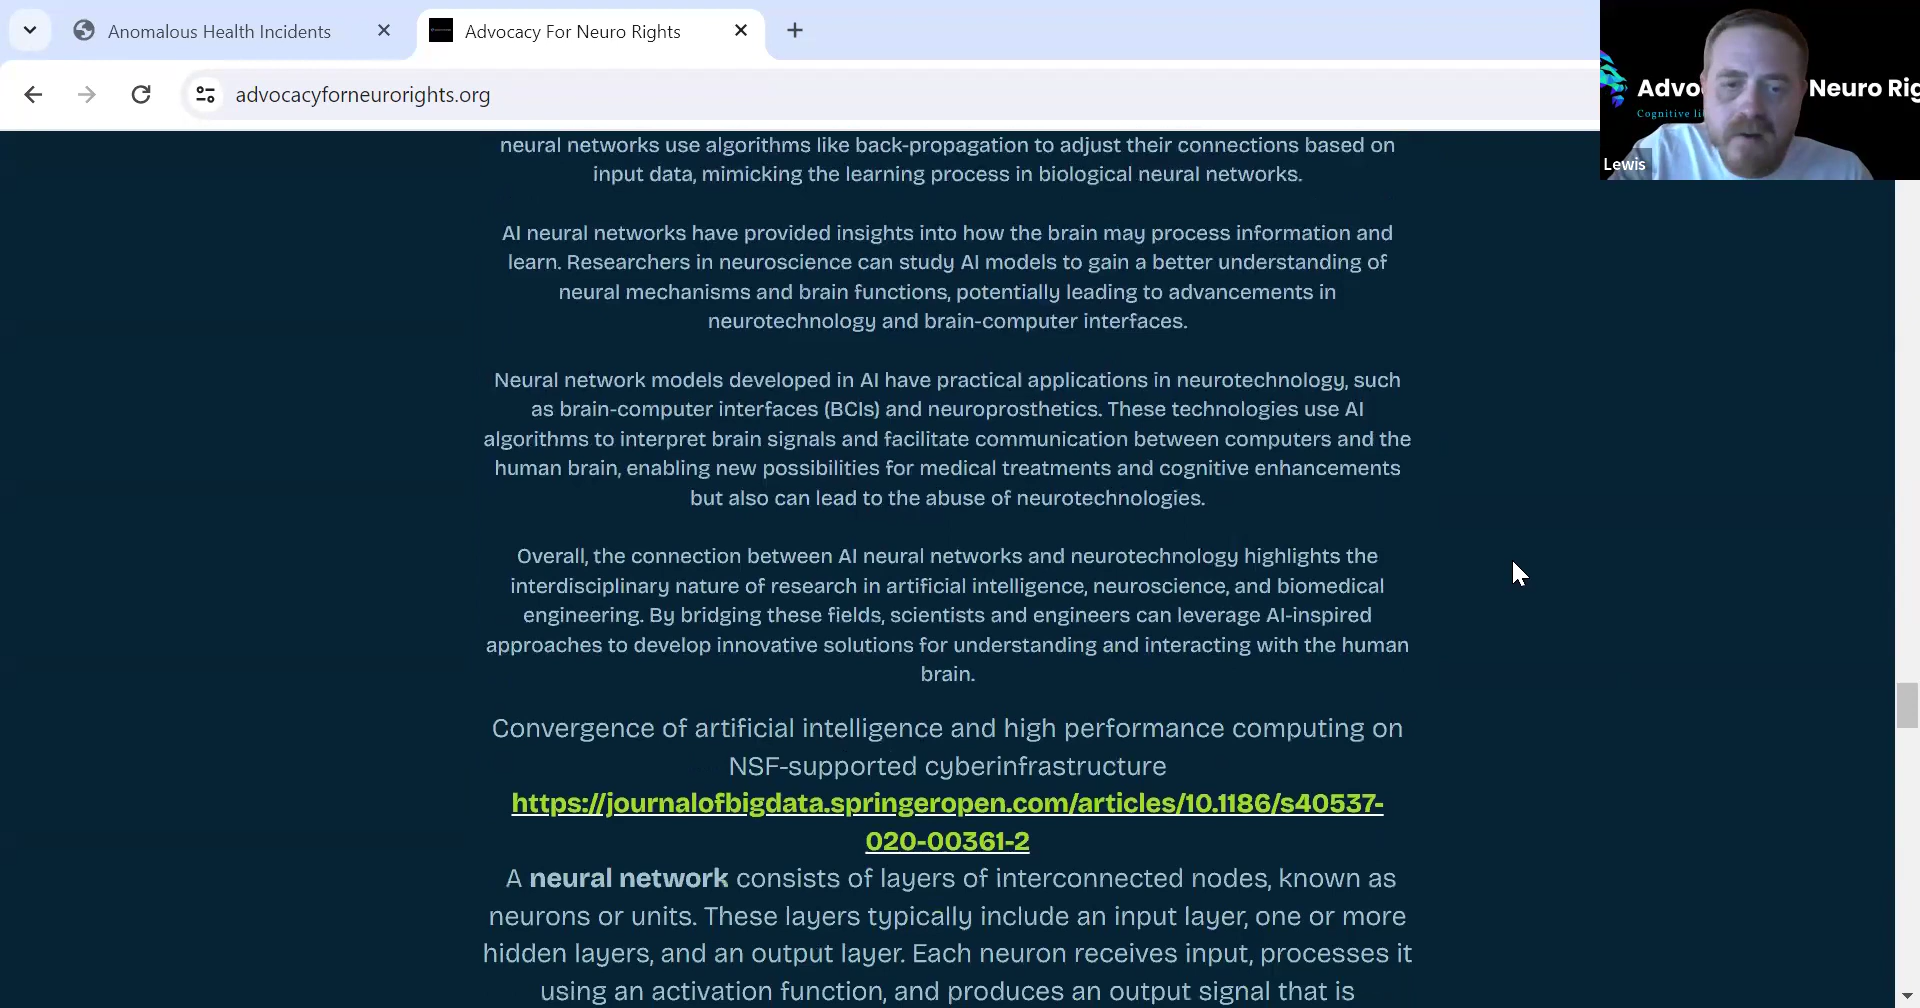 Anomalous Health Incidents
Advocacy For Neuro Rights
advocacyforneurorights.org
Neuro Rig
Cognitive li
Lewis
neural networks use algorithms like back-propagation to adjust their connections based on
input data, mimicking the learning process in biological neural networks.
AI neural networks have provided insights into how the brain may process information and
learn. Researchers in neuroscience can study AI models to gain a better understanding of
neural mechanisms and brain functions, potentially leading to advancements in
neurotechnology and brain-computer interfaces.
Neural network models developed in AI have practical applications in neurotechnology, such
as brain-computer interfaces (BCIs) and neuroprosthetics. These technologies use AI
algorithms to interpret brain signals and facilitate communication between computers and the
human brain, enabling new possibilities for medical treatments and cognitive enhancements
but also can lead to the abuse of neurotechnologies.
Overall, the connection between AI neural networks and neurotechnology highlights the
interdisciplinary nature of research in artificial intelligence, neuroscience, and biomedical
engineering. By bridging these fields, scientists and engineers can leverage AI-inspired
approaches to develop innovative solutions for understanding and interacting with the human
brain.
Convergence of artificial intelligence and high performance computing on
NSF-supported cyberinfrastructure
https://journalofbigdata.springeropen.com/articles/10.1186/s40537-
020-00361-2
A neural network consists of layers of interconnected nodes, known as
neurons or units. These layers typically include an input layer, one or more
hidden layers, and an output layer. Each neuron receives input, processes it
using an activation function, and produces an output signal that is